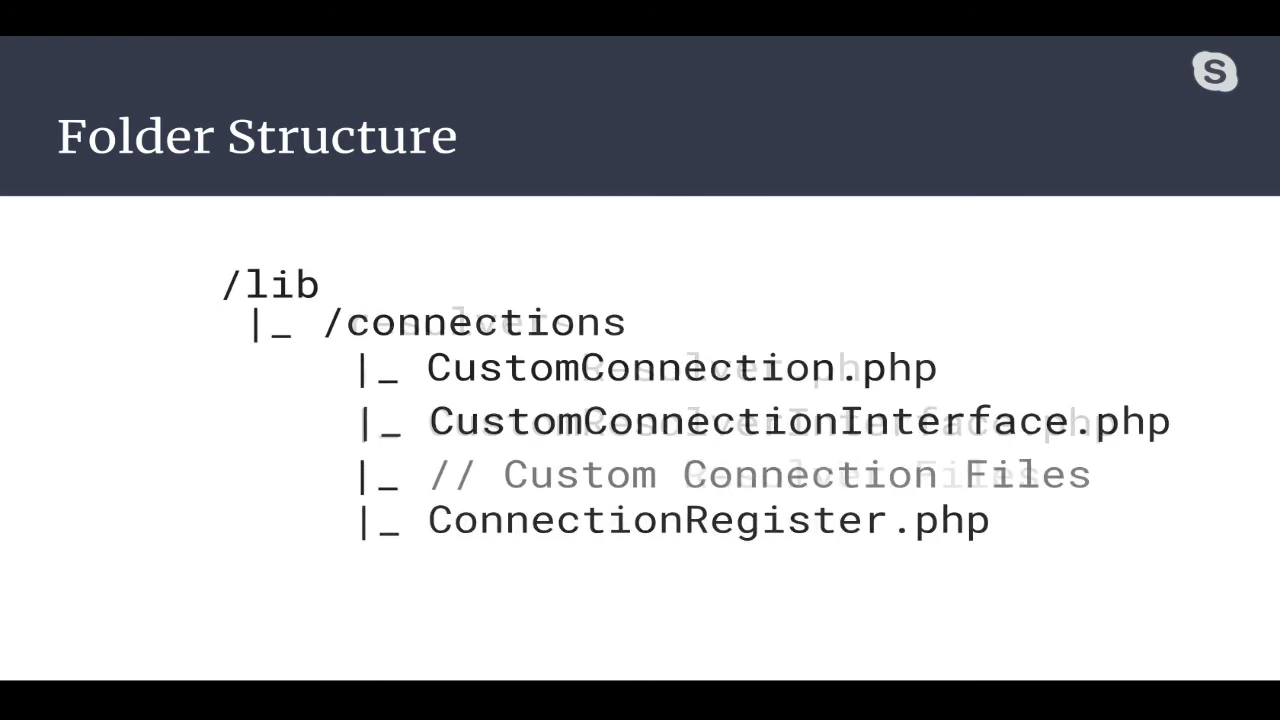 S
Folder Structure
/lib
|_ /connections
|_ CustomConnection.php
|_ CustomConnectionInterface.php
|_ // Custom Connection Files
|_ ConnectionRegister.php